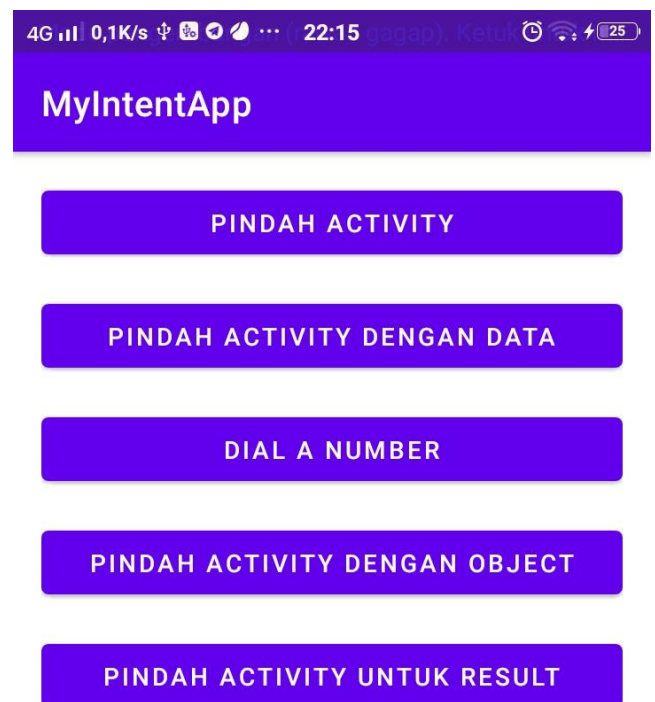 4G 0,1K/s ... 22:15 25
MyIntentApp
PINDAH ACTIVITY
PINDAH ACTIVITY DENGAN DATA
DIAL A NUMBER
PINDAH ACTIVITY DENGAN OBJECT
PINDAH ACTIVITY UNTUK RESULT